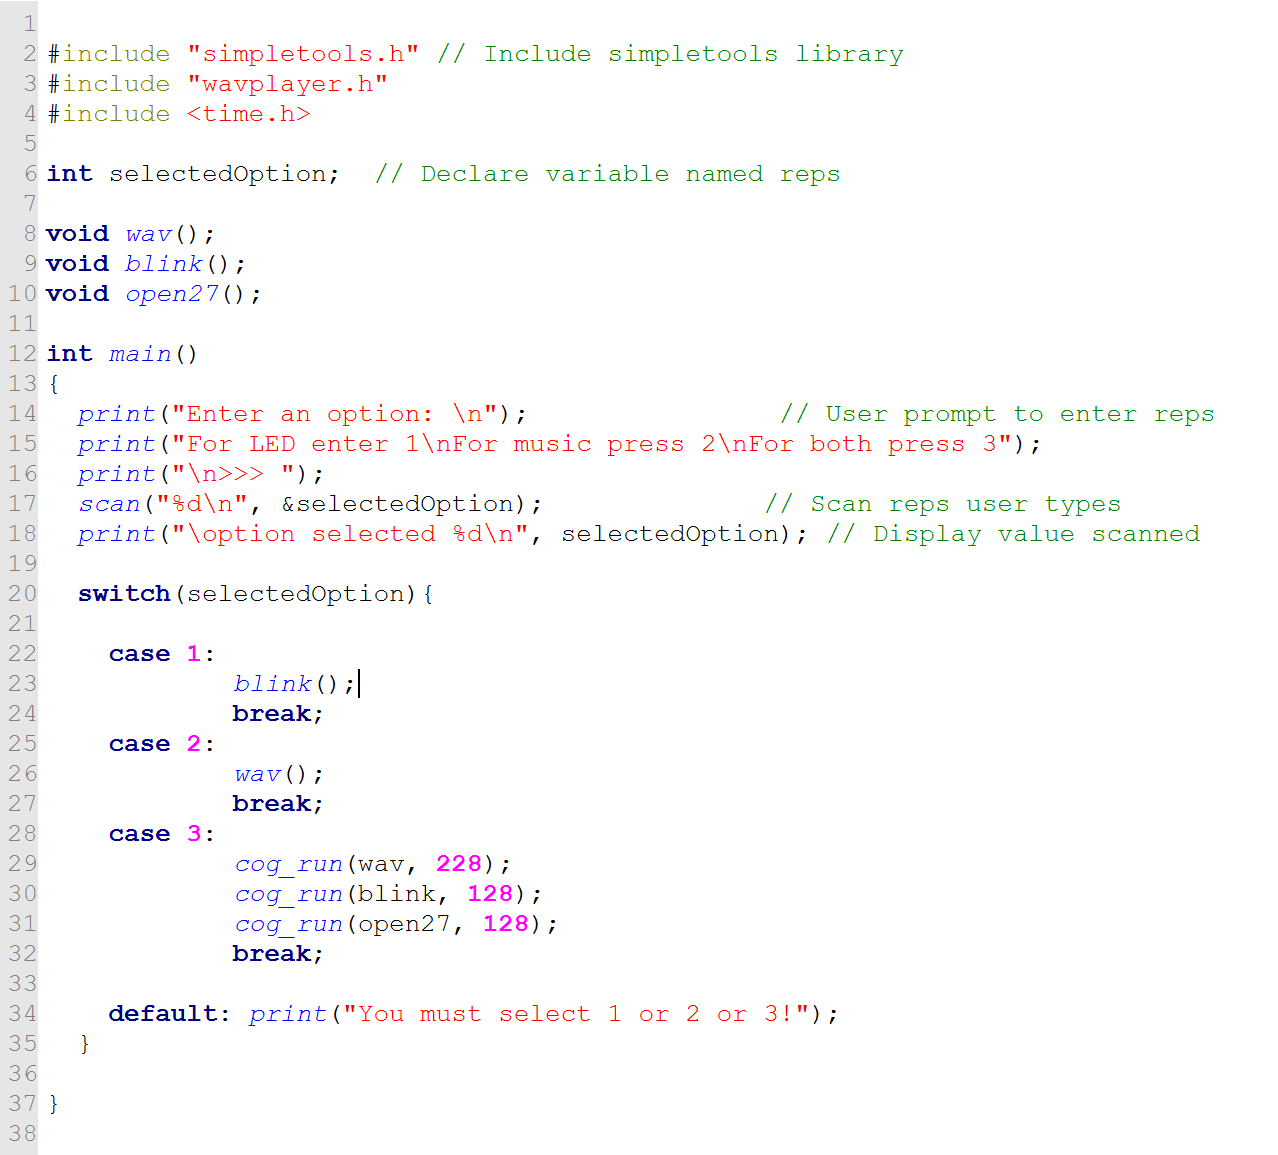 1
2 #include "simpletools.h" // Include simpletools library
3 #include "wavplayer.h"
4 #include <time.h>
5
6 int selectedOption;  // Declare variable named reps
7
8 void wav();
9 void blink();
10 void open27();
11
12 int main()
13 {
14   print("Enter an option: \n");                // User prompt to enter reps
15   print("For LED enter 1\nFor music press 2\nFor both press 3");
16   print("\n>>> ");
17   scan("%d\n", &selectedOption);              // Scan reps user types
18   print("\option selected %d\n", selectedOption); // Display value scanned
19
20   switch(selectedOption){
21
22     case 1:
23             blink();
24             break;
25     case 2:
26             wav();
27             break;
28     case 3:
29             cog_run(wav, 228);
30             cog_run(blink, 128);
31             cog_run(open27, 128);
32             break;
33
34     default: print("You must select 1 or 2 or 3!");
35   }
36
37 }
38